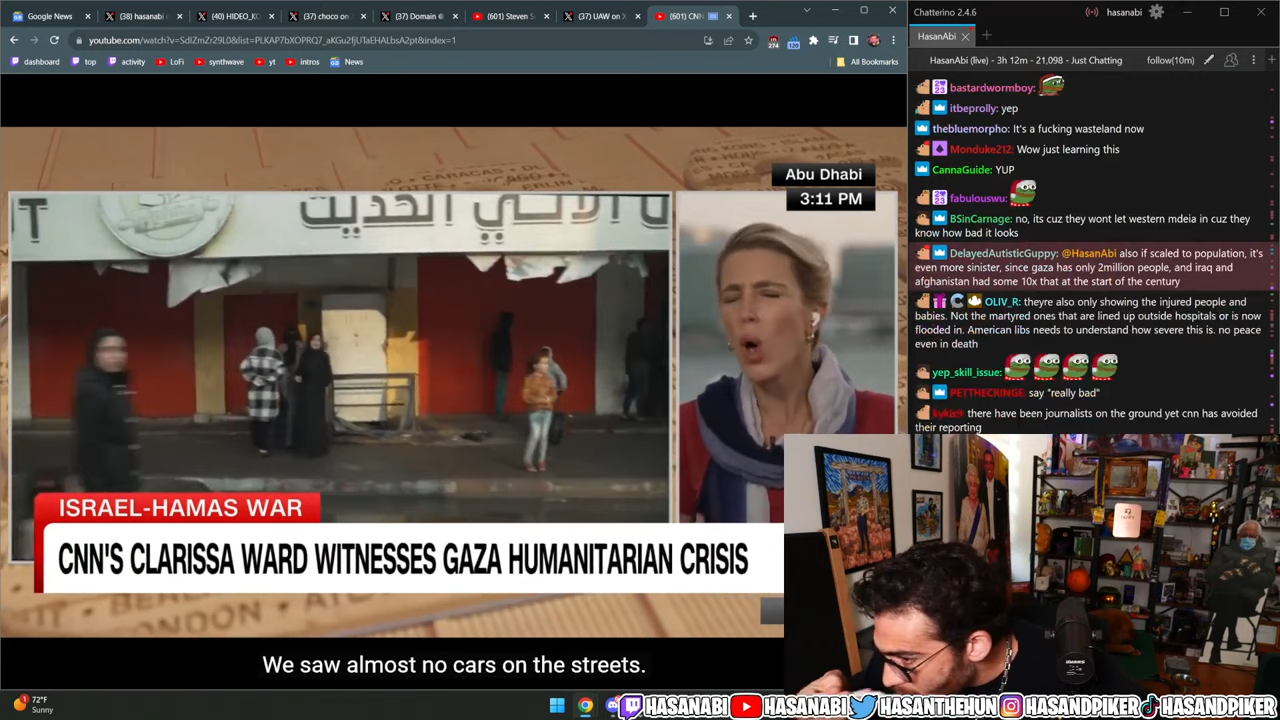 (38) hasanabi
(40) HIDEO_KO
(37) choco on
(37) Domain
(601) Steven S
(37) UAW on X
(601) CNN
youtube.com/watch?v=SdlZmZr29L0&list=PLKAP7bXOPRQ7_aKGu2fjUTaEHALbsA2pt&index=1
274
120
dashboard
top
activity
LoFi
synthwave
yt
intros
News
All Bookmarks
Abu Dhabi
3:11 PM
الحديث
ISRAEL-HAMAS WAR
CNN'S CLARISSA WARD WITNESSES GAZA HUMANITARIAN CRISIS
We saw almost no cars on the streets.
Chatterino 2.4.6
hasanabi
HasanAbi
HasanAbi (live) - 3h 12m - 21,098 - Just Chatting
follow(10m)
bastardwormboy:
itbeprolly: yep
thebluemorpho: It's a fucking wasteland now
Monduke212: Wow just learning this
CannaGuide: YUP
fabulouswu:
BSinCarnage: no, its cuz they wont let western mdeia in cuz they
know how bad it looks
DelayedAutisticGuppy: @HasanAbi also if scaled to population, it's
even more sinister, since gaza has only 2million people, and iraq and
afghanistan had some 10x that at the start of the century
OLIV_R: theyre also only showing the injured people and
babies. Not the martyred ones that are lined up outside hospitals or is now
flooded in. American libs needs to understand how severe this is. no peace
even in death
yep_skill_issue:
PETTHECRINGE: say "really bad"
kykie9: there have been journalists on the ground yet cnn has avoided
their reporting
72°F
Sunny
HASANABI
HASANABI
HASANTHEHUN
HASANDPIKER
HASANDPIKER